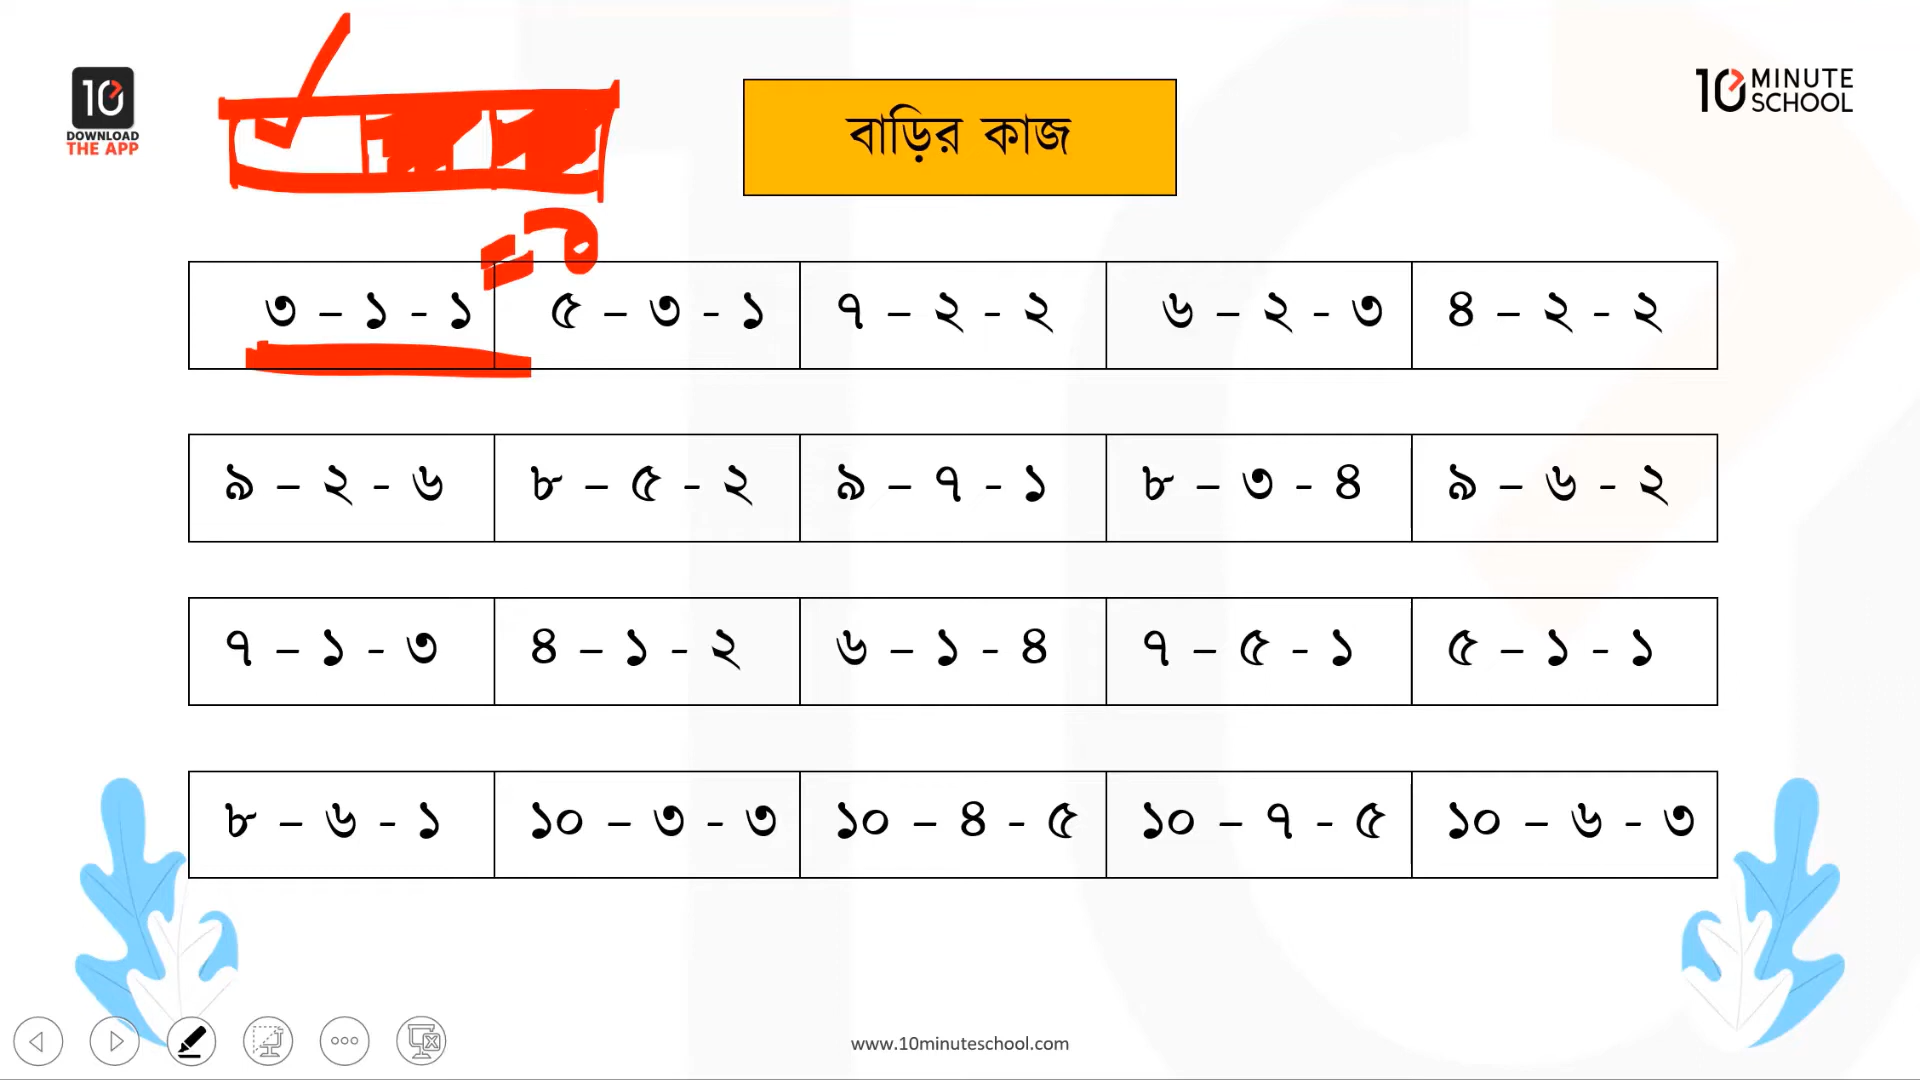 10
DOWNLOAD
THE APP
বাড়ির কাজ
10 MINUTE
SCHOOL
= ১
৩ – ১ - ১ ৫ – ৩ - ১ ৭ – ২ - ২ ৬ – ২ - ৩ ৪ – ২ - ২
৯ – ২ - ৬ ৮ – ৫ - ২ ৯ – ৭ - ১ ৮ – ৩ - ৪ ৯ – ৬ - ২
৭ – ১ - ৩ ৪ – ১ - ২ ৬ – ১ - ৪ ৭ – ৫ - ১ ৫ – ১ - ১
৮ – ৬ - ১ ১০ – ৩ - ৩ ১০ – ৪ - ৫ ১০ – ৭ - ৫ ১০ – ৬ - ৩
www.10minuteschool.com